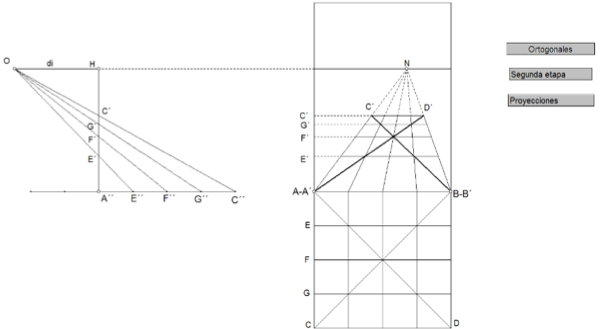 O
di
H
N
Ortogonales
Segunda etapa
Proyecciones
C´
G´
F´
E´
A´´
E´´
F´´
G´´
C´´
C´
D´
C´
G´
F´
E´
A-A´
B-B´
E
F
G
C
D